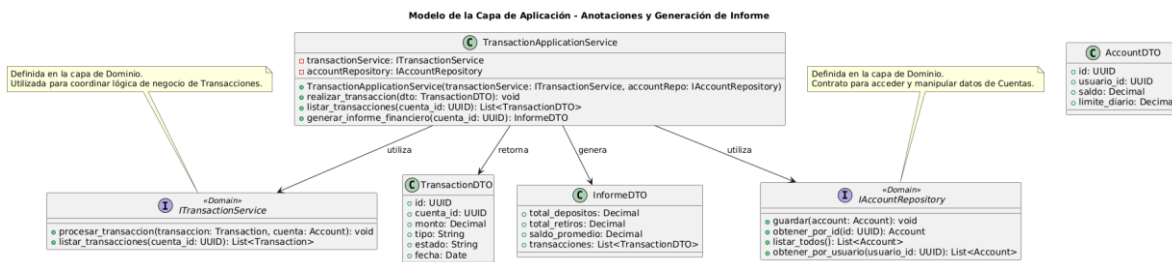 Modelo de la Capa de Aplicación - Anotaciones y Generación de Informe
C TransactionApplicationService
transactionService: ITransactionService
accountRepository: IAccountRepository
TransactionApplicationService(transactionService: ITransactionService, accountRepo: IAccountRepository)
realizar_transaccion(dto: TransactionDTO): void
listar_transacciones(cuenta_id: UUID): List<TransactionDTO>
generar_informe_financiero(cuenta_id: UUID): InformeDTO
C AccountDTO
id: UUID
usuario_id: UUID
saldo: Decimal
limite_diario: Decimal
Definida en la capa de Dominio.
Utilizada para coordinar lógica de negocio de Transacciones.
Definida en la capa de Dominio.
Contrato para acceder y manipular datos de Cuentas.
utiliza
retorna
genera
utiliza
I «Domain»
ITransactionService
procesar_transaccion(transaccion: Transaction, cuenta: Account): void
listar_transacciones(cuenta_id: UUID): List<Transaction>
C TransactionDTO
id: UUID
cuenta_id: UUID
monto: Decimal
tipo: String
estado: String
fecha: Date
C InformeDTO
total_depositos: Decimal
total_retiros: Decimal
saldo_promedio: Decimal
transacciones: List<TransactionDTO>
I «Domain»
IAccountRepository
guardar(account: Account): void
obtener_por_id(id: UUID): Account
listar_todos(): List<Account>
obtener_por_usuario(usuario_id: UUID): List<Account>